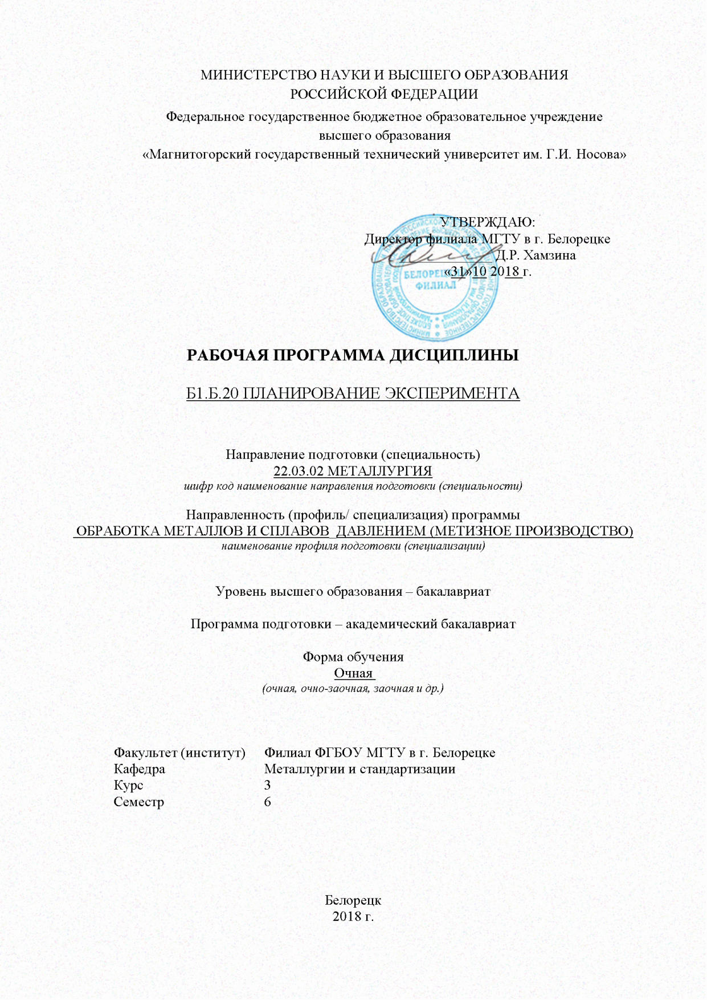 МИНИСТЕРСТВО НАУКИ И ВЫСШЕГО ОБРАЗОВАНИЯ
РОССИЙСКОЙ ФЕДЕРАЦИИ
Федеральное государственное бюджетное образовательное учреждение
высшего образования
«Магнитогорский государственный технический университет им. Г.И. Носова»
УТВЕРЖДАЮ:
Директор филиала МГТУ в г. Белорецке
Д.Р. Хамзина
«31»10 2018 г.
БЕЛОРЕЦКИЙ
ФИЛИАЛ
РАБОЧАЯ ПРОГРАММА ДИСЦИПЛИНЫ
Б1.Б.20 ПЛАНИРОВАНИЕ ЭКСПЕРИМЕНТА
Направление подготовки (специальность)
22.03.02 МЕТАЛЛУРГИЯ
шифр код наименование направления подготовки (специальности)
Направленность (профиль/ специализация) программы
ОБРАБОТКА МЕТАЛЛОВ И СПЛАВОВ ДАВЛЕНИЕМ (МЕТИЗНОЕ ПРОИЗВОДСТВО)
наименование профиля подготовки (специализации)
Уровень высшего образования – бакалавриат
Программа подготовки – академический бакалавриат
Форма обучения
Очная
(очная, очно-заочная, заочная и др.)
Факультет (институт) Филиал ФГБОУ МГТУ в г. Белорецке
Кафедра Металлургии и стандартизации
Курс 3
Семестр 6
Белорецк
2018 г.